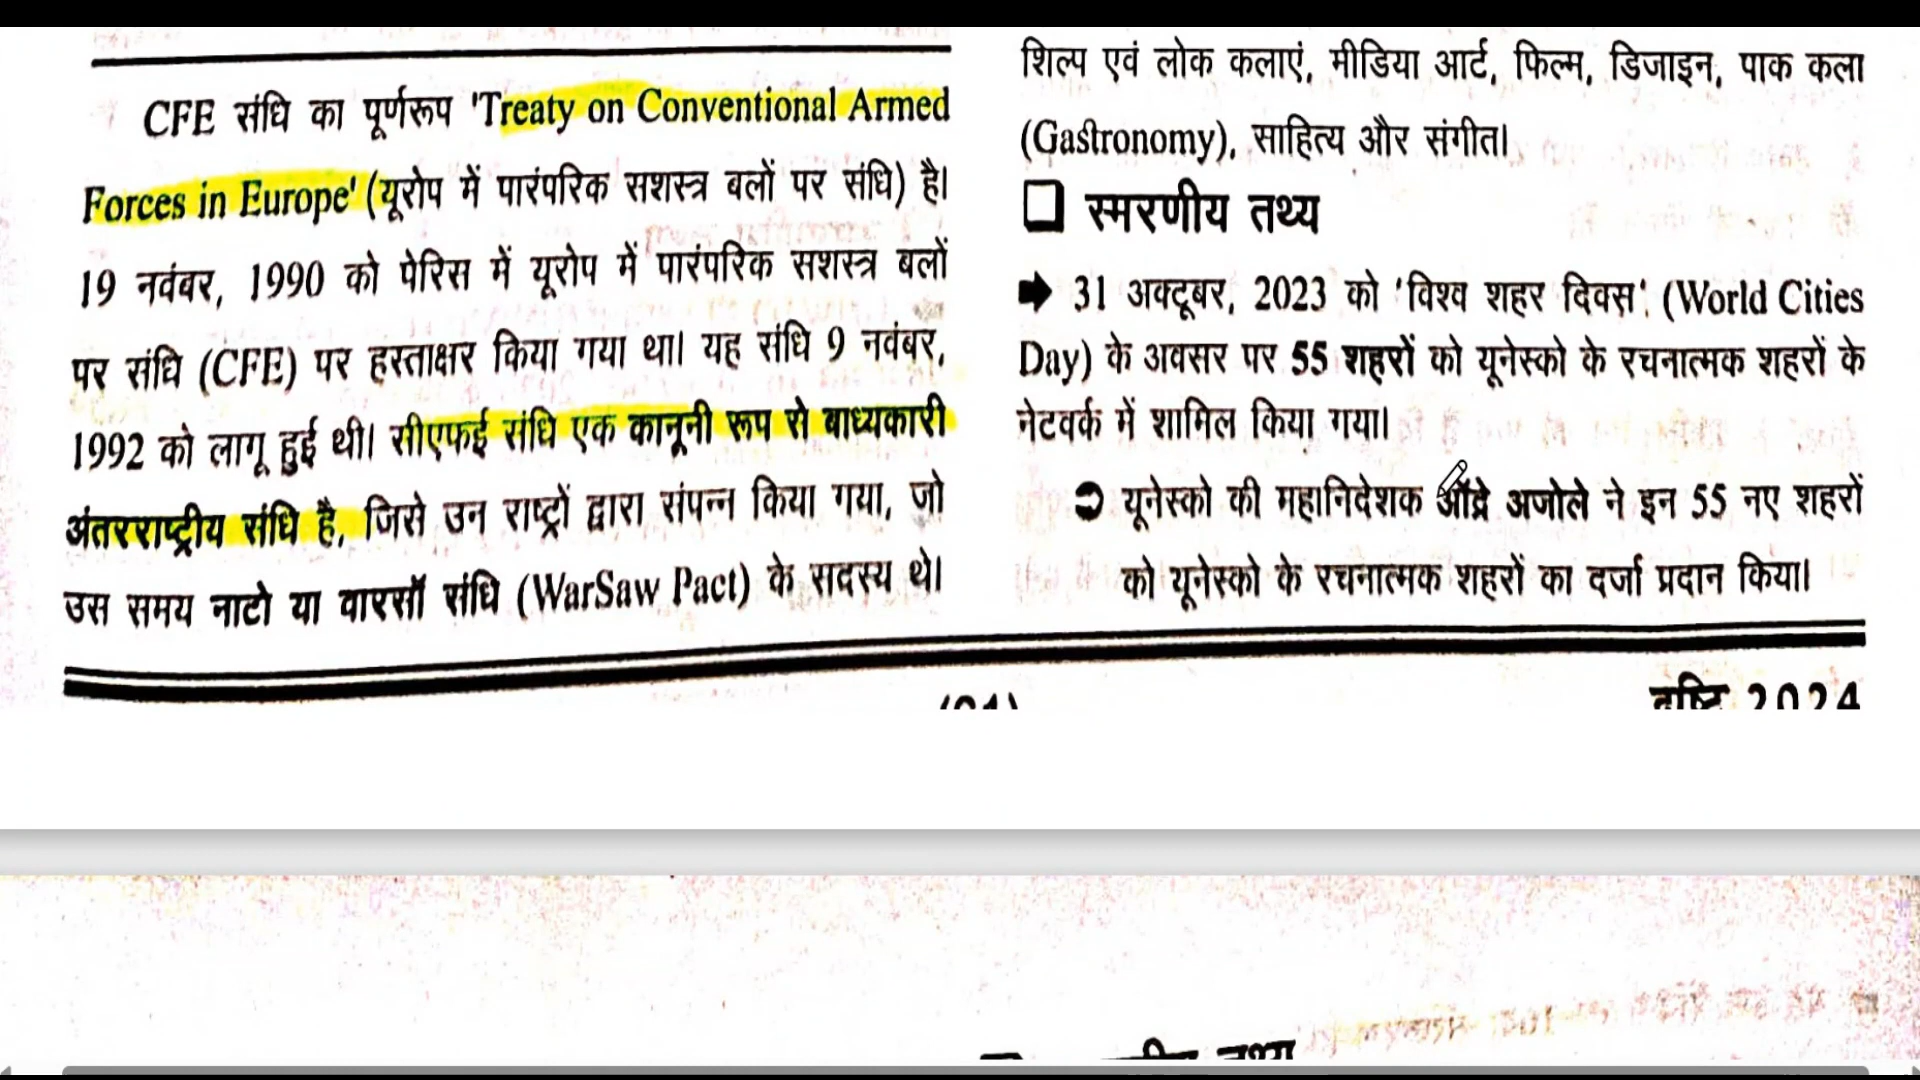 CFE संधि का पूर्णरूप 'Treaty on Conventional Armed
Forces in Europe' (यूरोप में पारंपरिक सशस्त्र बलों पर संधि) है।
19 नवंबर, 1990 को पेरिस में यूरोप में पारंपरिक सशस्त्र बलों
पर संधि (CFE) पर हस्ताक्षर किया गया था। यह संधि 9 नवंबर,
1992 को लागू हुई थी। सीएफई संधि एक कानूनी रूप से बाध्यकारी
अंतरराष्ट्रीय संधि है, जिसे उन राष्ट्रों द्वारा संपन्न किया गया, जो
उस समय नाटो या वारसॉ संधि (WarSaw Pact) के सदस्य थे।
शिल्प एवं लोक कलाएं, मीडिया आर्ट, फिल्म, डिजाइन, पाक कला
(Gastronomy), साहित्य और संगीत।
स्मरणीय तथ्य
31 अक्टूबर, 2023 को 'विश्व शहर दिवस' (World Cities
Day) के अवसर पर 55 शहरों को यूनेस्को के रचनात्मक शहरों के
नेटवर्क में शामिल किया गया।
यूनेस्को की महानिदेशक ऑद्रे अजोले ने इन 55 नए शहरों
को यूनेस्को के रचनात्मक शहरों का दर्जा प्रदान किया।
2024
तथ्य